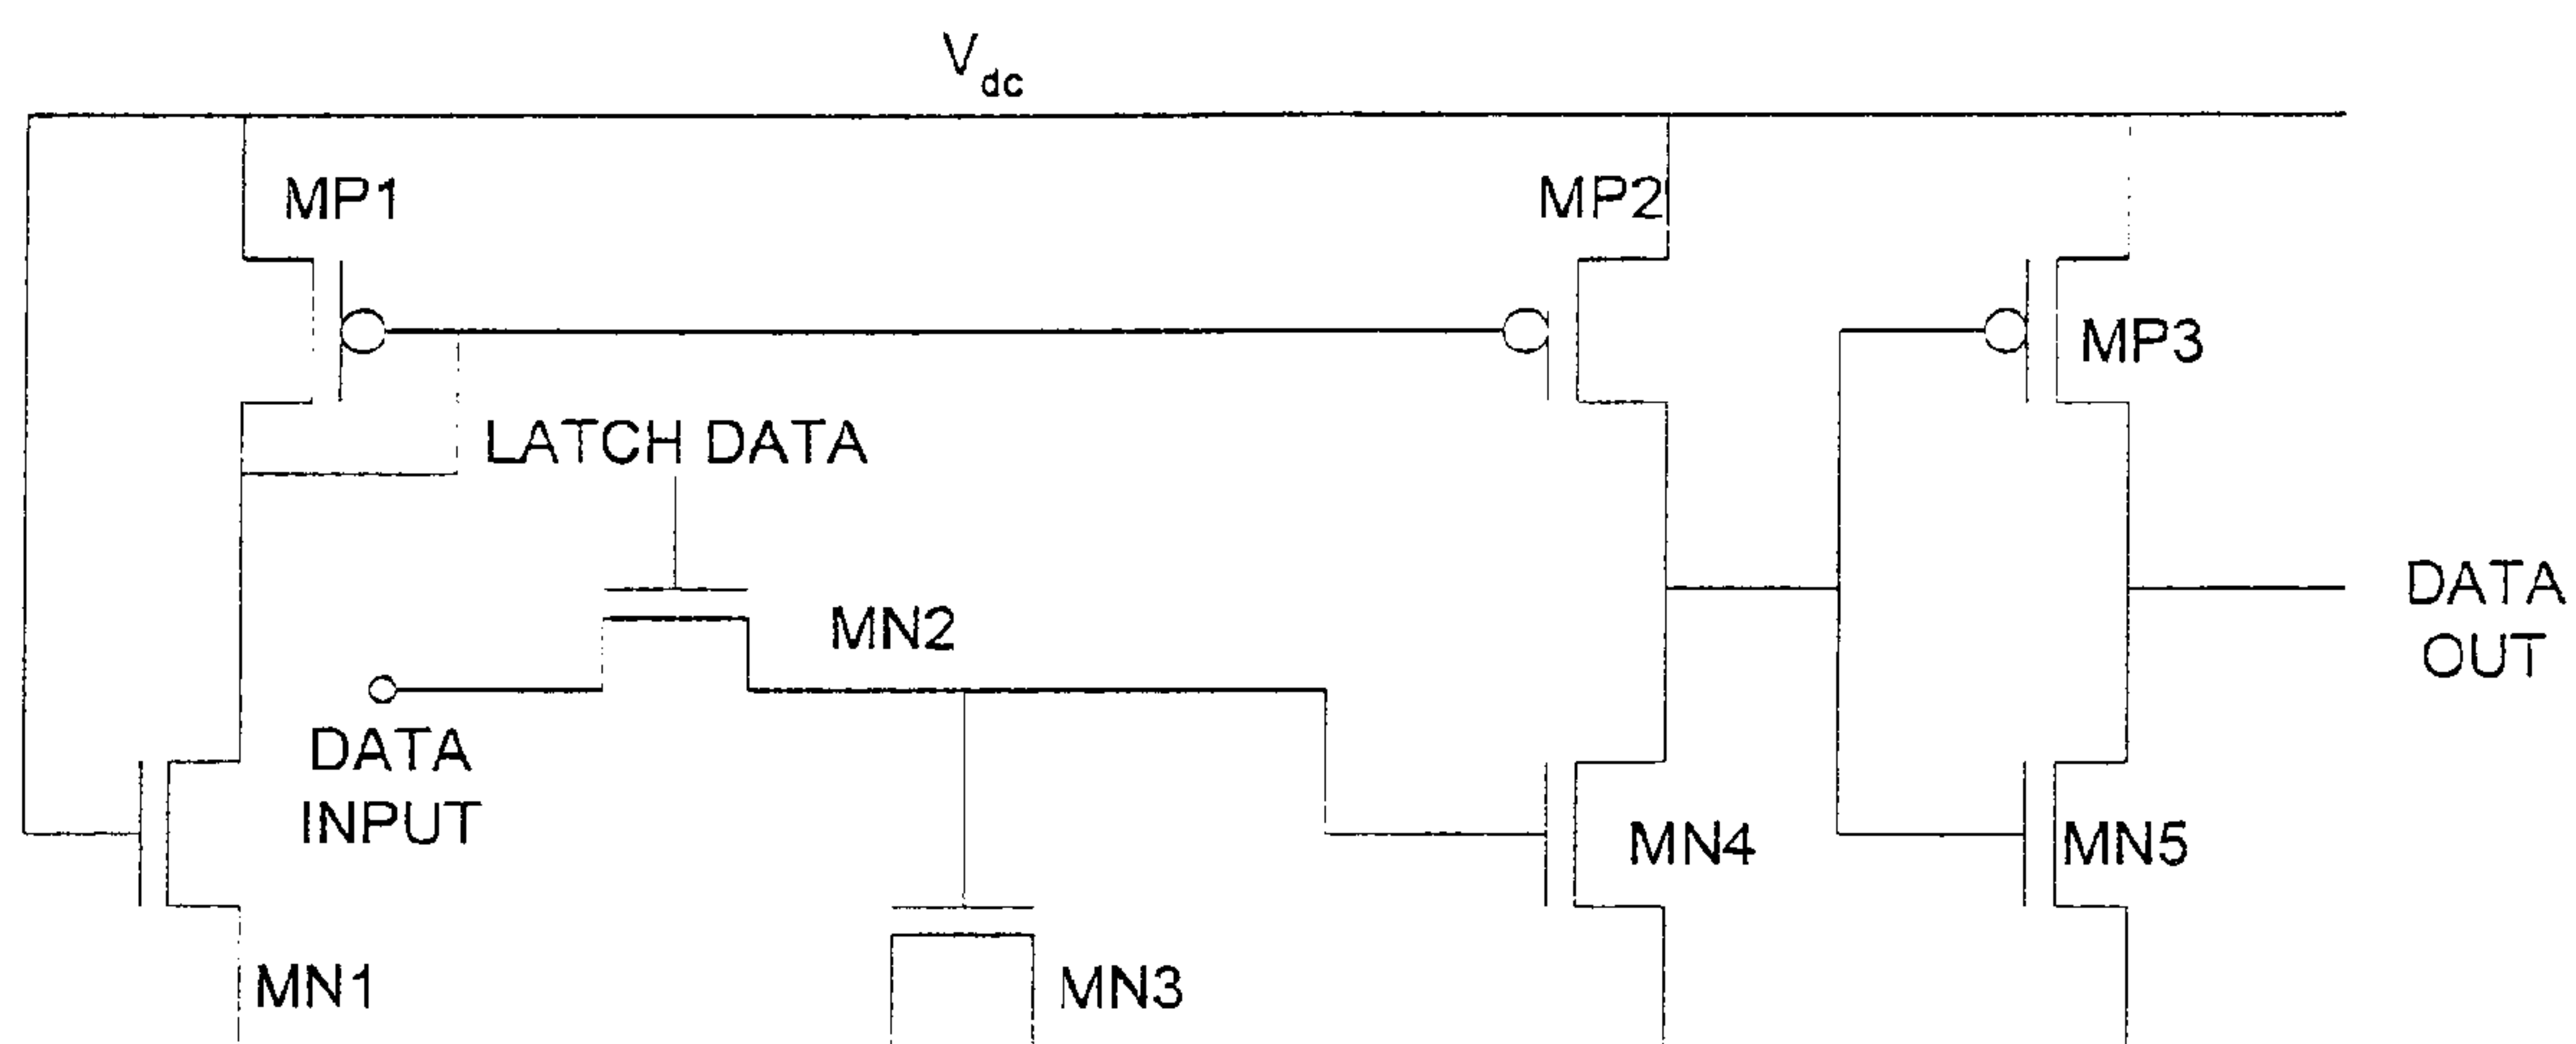 Vdc
MP1
MP2
MP3
LATCH DATA
MN2
DATA
OUT
DATA
INPUT
MN4
MN5
MN1
MN3